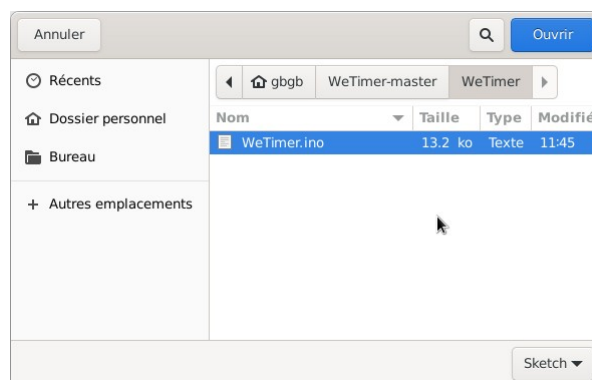 Annuler Ouvrir
Récents
Dossier personnel
Bureau
+ Autres emplacements
gbgb WeTimer-master WeTimer
Nom Taille Type Modifié
WeTimer.ino 13.2 ko Texte 11:45
Sketch